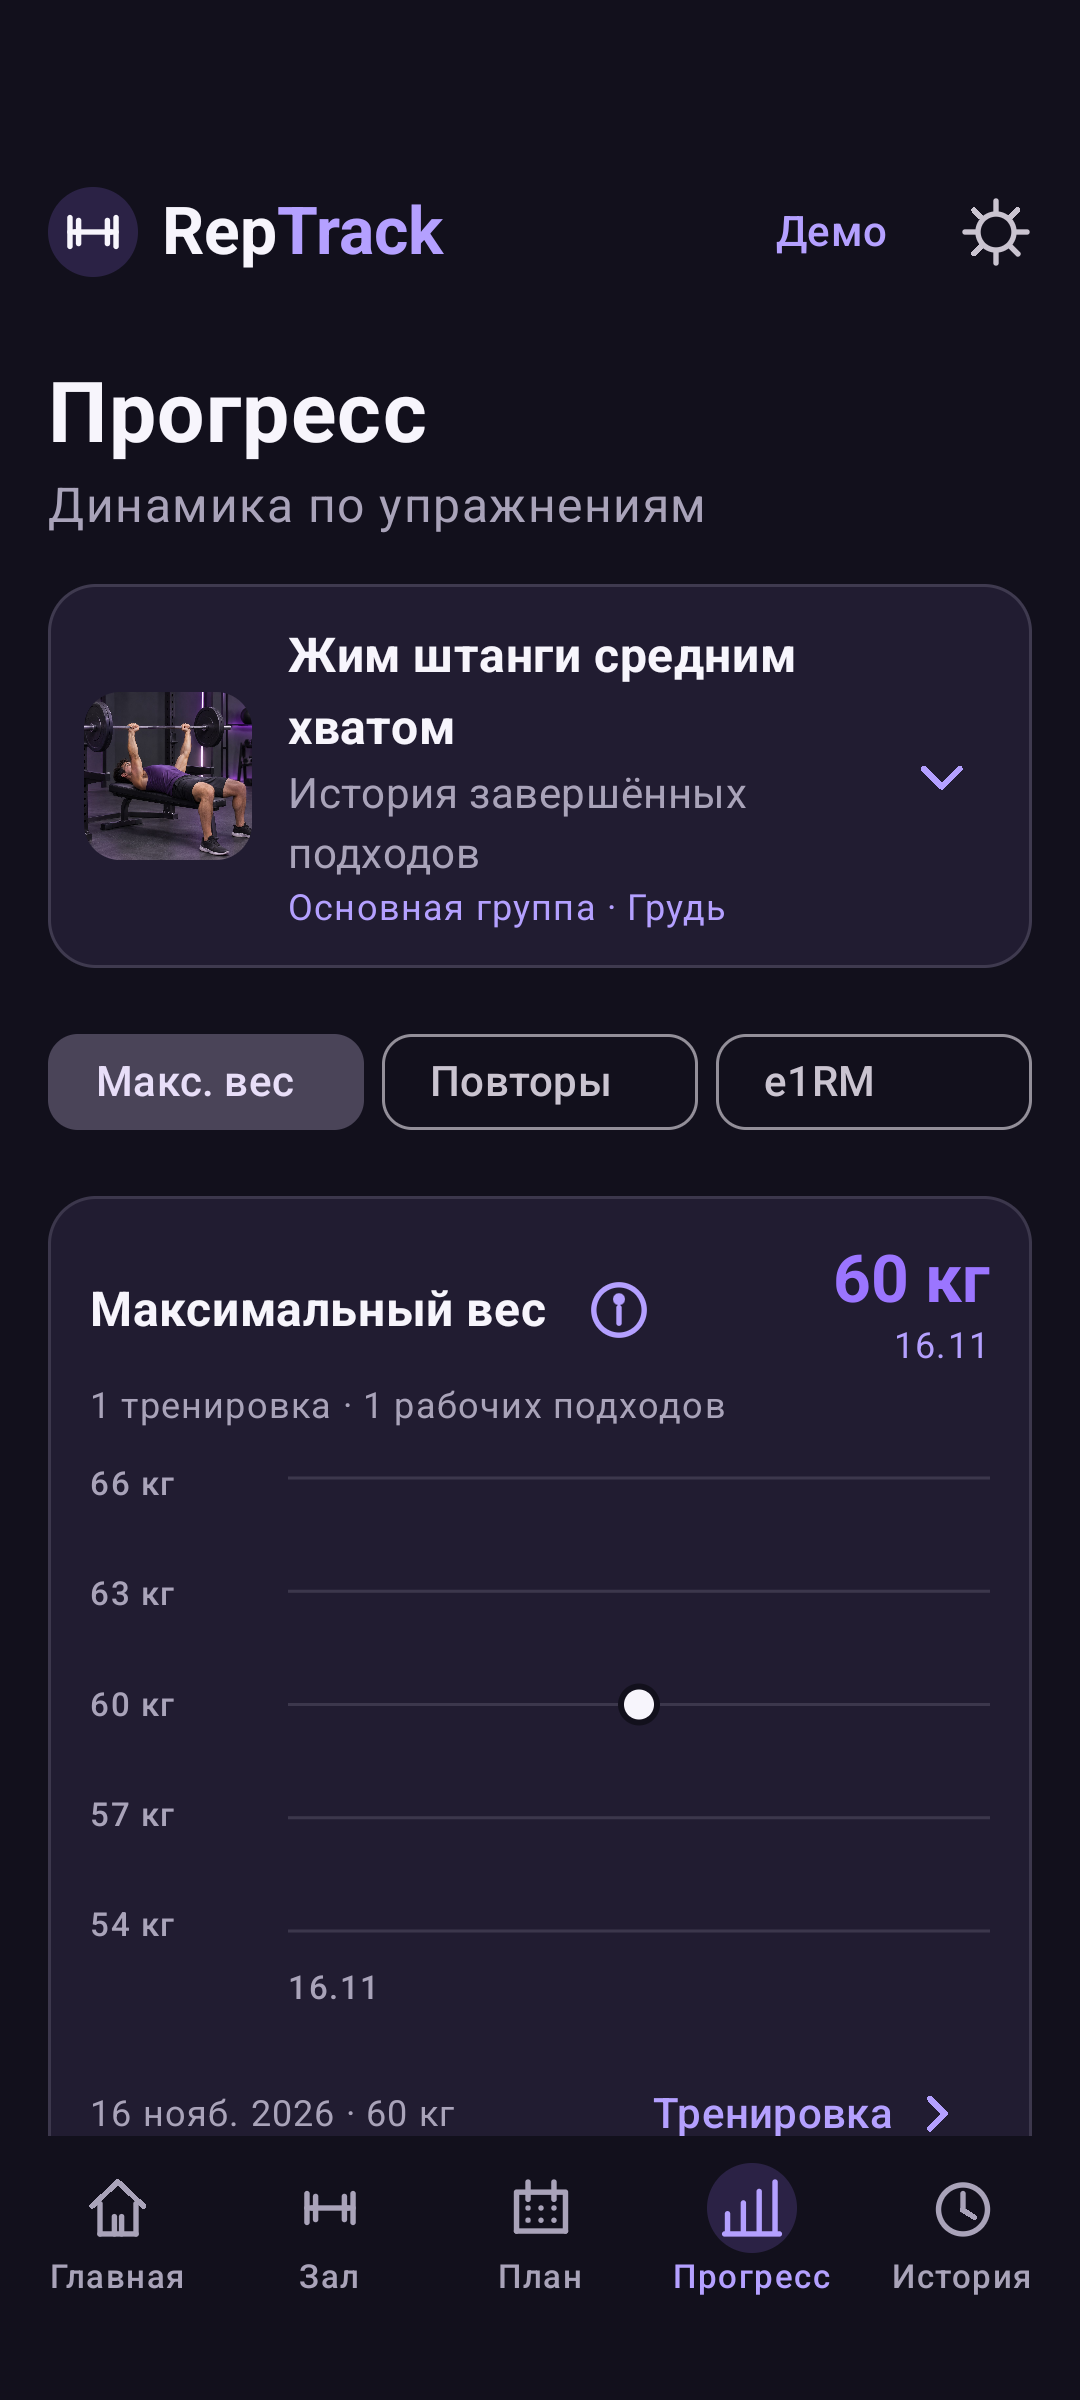 RepTrack
Демо
Прогресс
Динамика по упражнениям
Жим штанги средним
хватом
История завершённых
подходов
Основная группа · Грудь
Макс. вес
Повторы
e1RM
Максимальный вес
60 кг
16.11
1 тренировка · 1 рабочих подходов
66 кг
63 кг
60 кг
57 кг
54 кг
16.11
16 нояб. 2026 · 60 кг
Тренировка
Главная
Зал
План
Прогресс
История